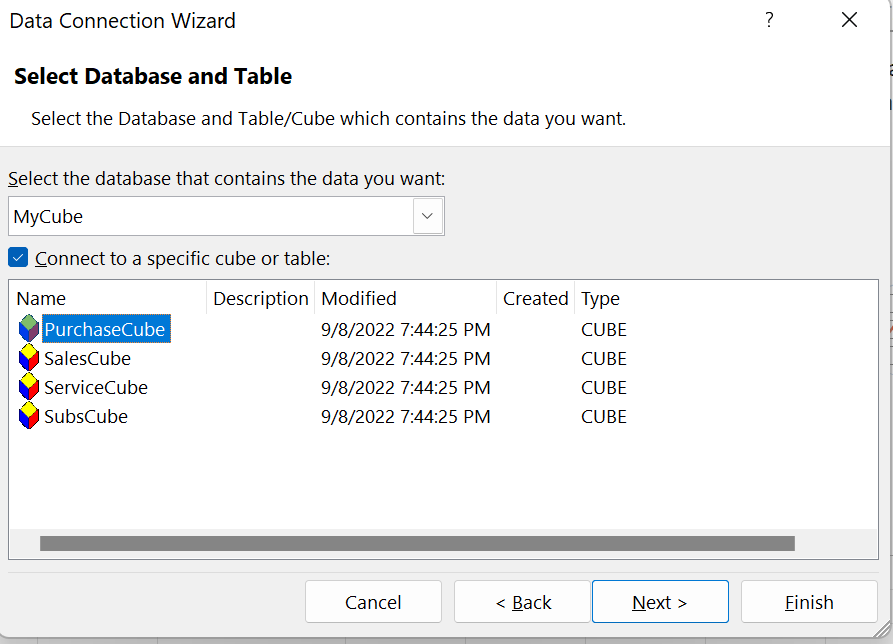 Data Connection Wizard ?
Select Database and Table
Select the Database and Table/Cube which contains the data you want.
Select the database that contains the data you want:
MyCube
Connect to a specific cube or table:
Name Description Modified Created Type
PurchaseCube 9/8/2022 7:44:25 PM CUBE
SalesCube 9/8/2022 7:44:25 PM CUBE
ServiceCube 9/8/2022 7:44:25 PM CUBE
SubsCube 9/8/2022 7:44:25 PM CUBE
Cancel < Back Next > Finish